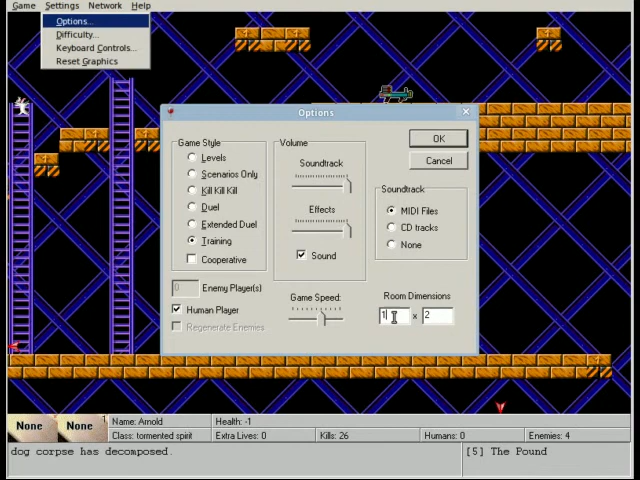 Game Settings Network Help
Options...
Difficulty...
Keyboard Controls...
Reset Graphics
Options
Game Style
Levels
Scenarios Only
Kill Kill Kill
Duel
Extended Duel
Training
Cooperative
0 Enemy Player(s)
Human Player
Regenerate Enemies
Volume
Soundtrack
Effects
Sound
Game Speed:
OK
Cancel
Soundtrack
MIDI Files
CD tracks
None
Room Dimensions
1 x 2
None None 1
Name: Arnold Health: -1
Class: tormented spirit Extra Lives: 0 Kills: 26 Humans: 0 Enemies: 4
dog corpse has decomposed. [5] The Pound